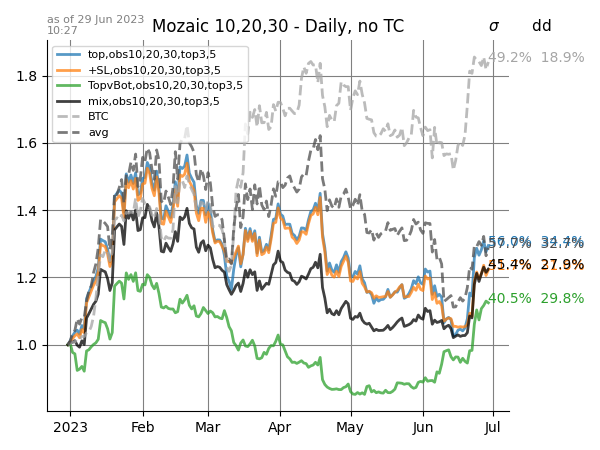 as of 29 Jun 2023
10:27
Mozaic 10,20,30 - Daily, no TC
σ dd
top,obs10,20,30,top3,5
+SL,obs10,20,30,top3,5
TopvBot,obs10,20,30,top3,5
mix,obs10,20,30,top3,5
BTC
avg
49.2% 18.9%
45.4% 27.9%
40.5% 29.8%
1.8
1.6
1.4
1.2
1.0
2023 Feb Mar Apr May Jun Jul